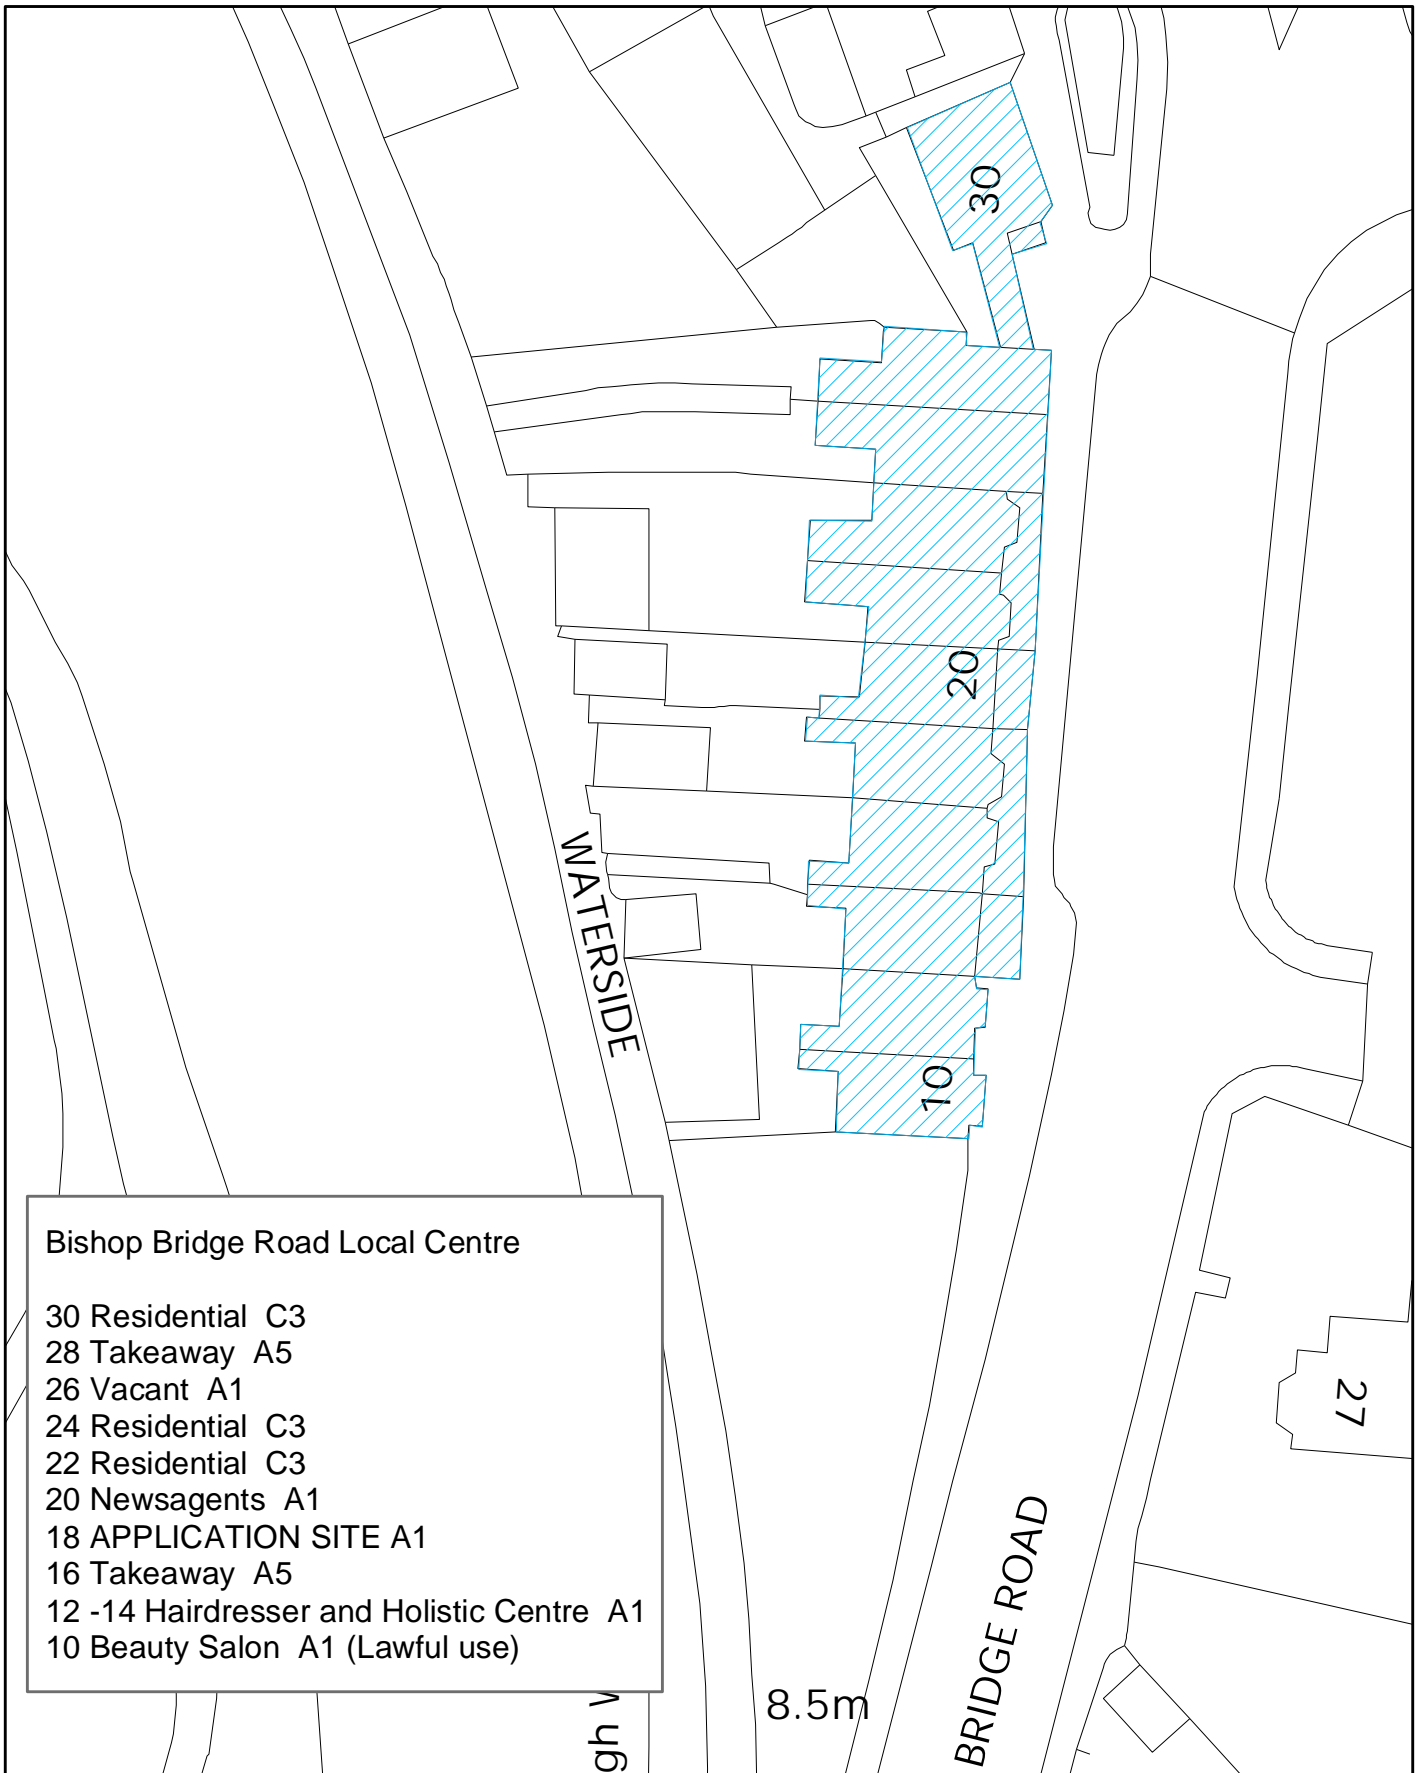 30
20
WATERSIDE
10
Bishop Bridge Road Local Centre
30 Residential C3
28 Takeaway A5
26 Vacant A1
24 Residential C3
22 Residential C3
20 Newsagents A1
18 APPLICATION SITE A1
16 Takeaway A5
12 -14 Hairdresser and Holistic Centre A1
10 Beauty Salon A1 (Lawful use)
27
BRIDGE ROAD
8.5m
gh